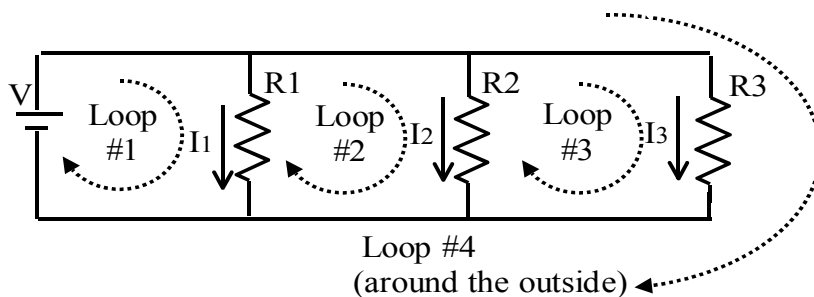 V
Loop
#1
I1
R1
Loop
#2
I2
R2
Loop
#3
I3
R3
Loop #4
(around the outside)